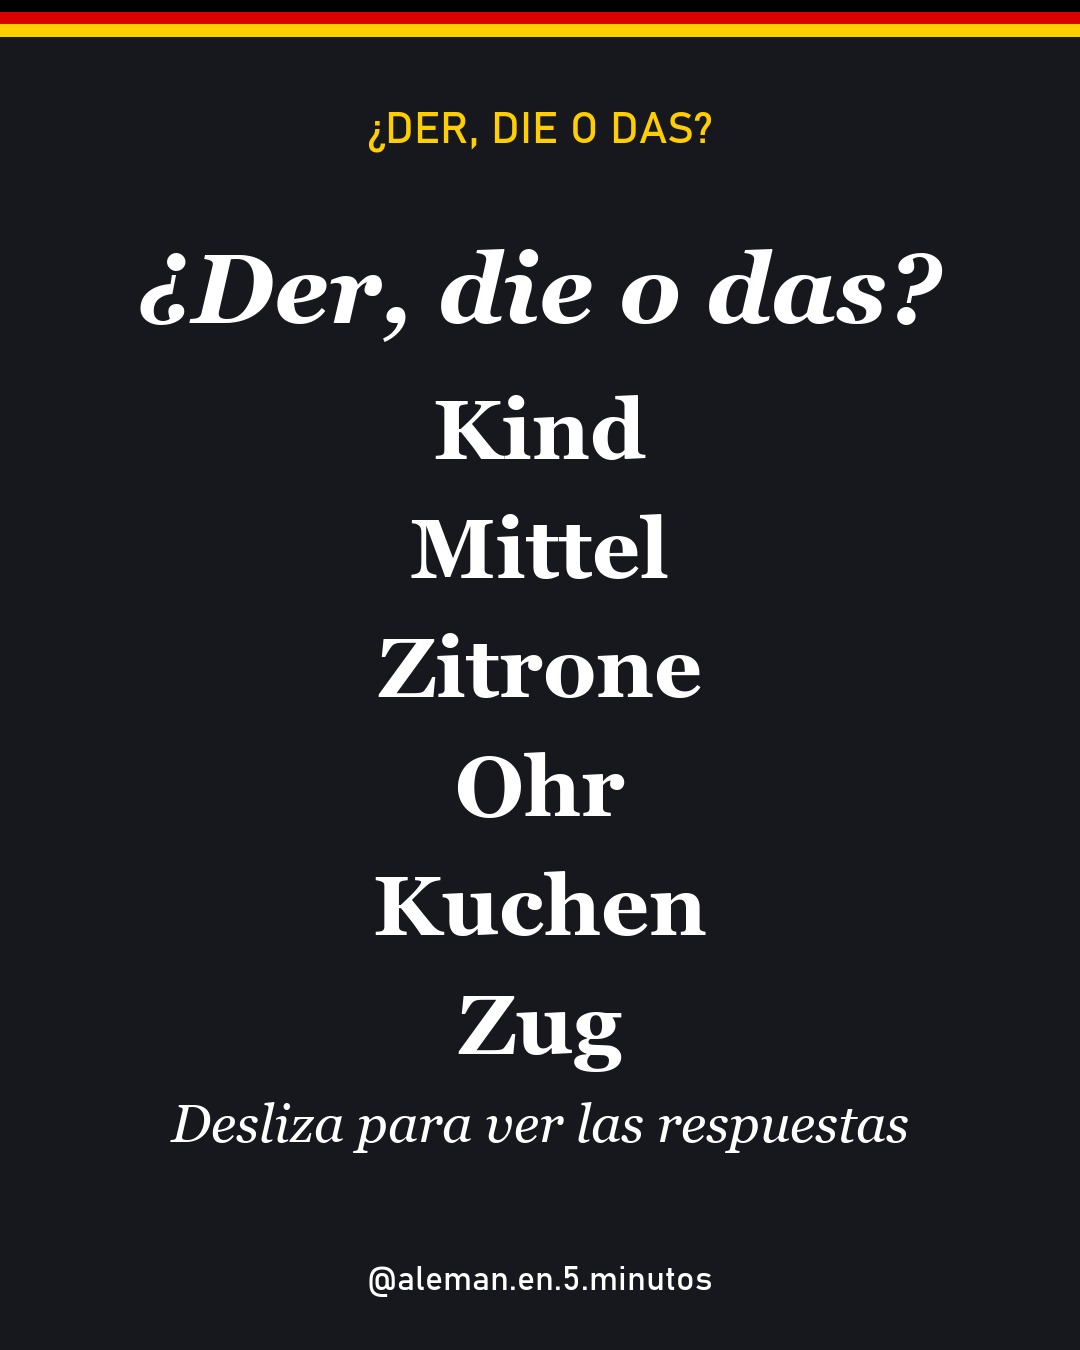 ¿DER, DIE O DAS?
¿Der, die o das?
Kind
Mittel
Zitrone
Ohr
Kuchen
Zug
Desliza para ver las respuestas
@aleman.en.5.minutos